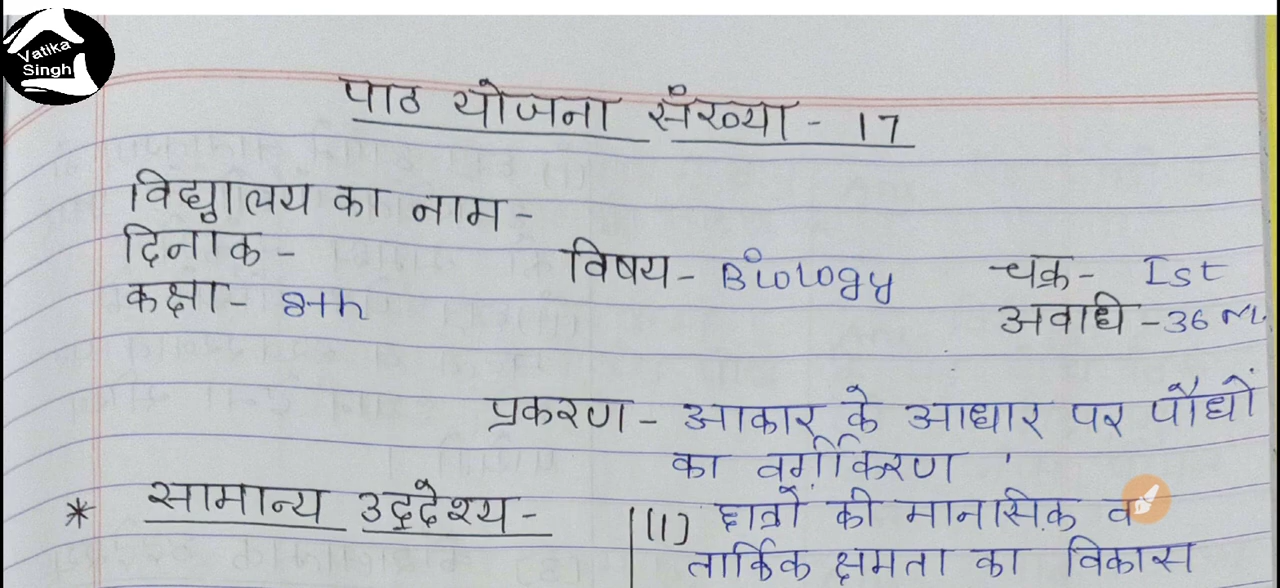 Vatika
Singh
पाठ योजना संख्या - 17
विद्यालय का नाम -
दिनांक -
विषय - Biology
चक्र - Ist
कक्षा - 8th
अवधि - 36 M
प्रकरण - आकार के आधार पर पौधों
का वर्गीकरण
* सामान्य उद्देश्य -
(1) छात्रों की मानसिक व
तार्किक क्षमता का विकास